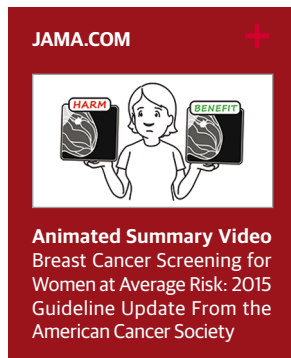 JAMA.COM +
HARM
BENEFIT
Animated Summary Video
Breast Cancer Screening for
Women at Average Risk: 2015
Guideline Update From the
American Cancer Society